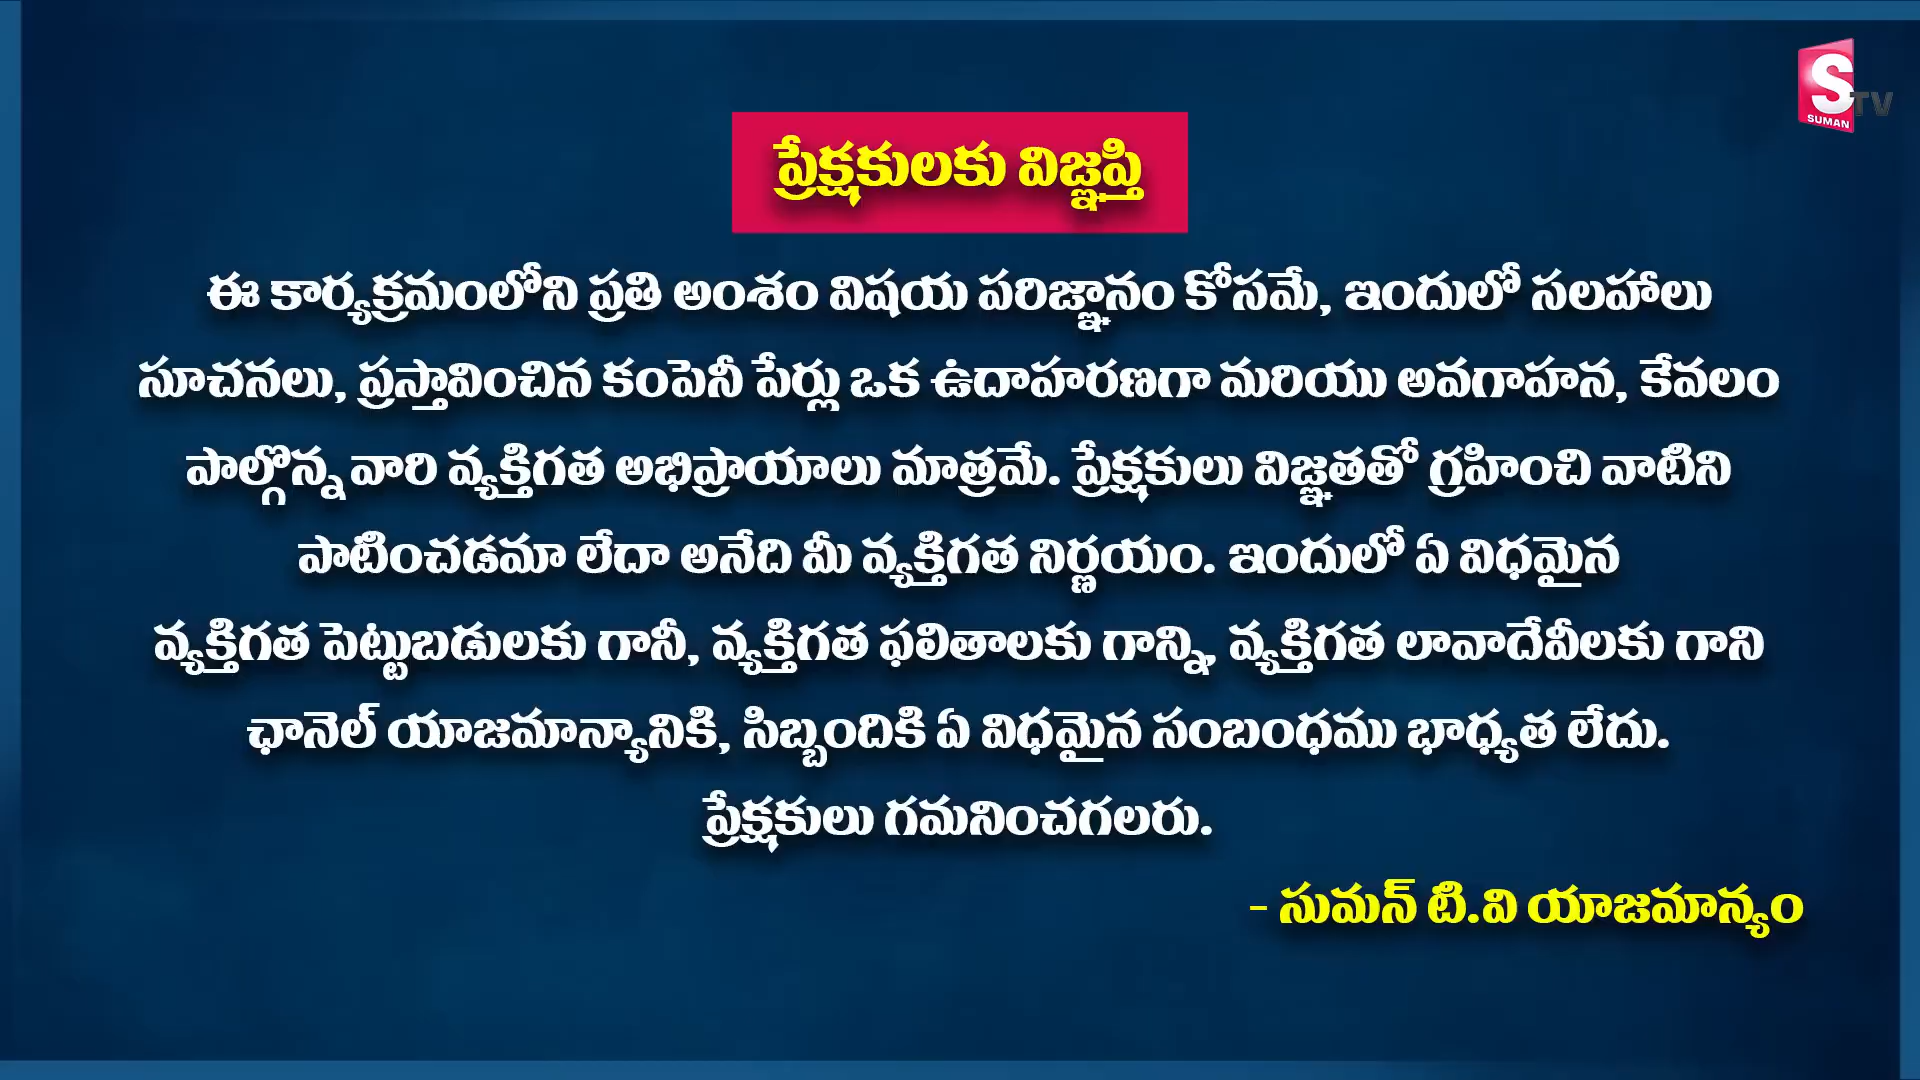 S TV
SUMAN
ప్రేక్షకులకు విజ్ఞప్తి
ఈ కార్యక్రమంలోని ప్రతి అంశం విషయ పరిజ్ఞానం కోసమే, ఇందులో సలహాలు
సూచనలు, ప్రస్తావించిన కంపెనీ పేర్లు ఒక ఉదాహరణగా మరియు అవగాహన, కేవలం
పాల్గొన్న వారి వ్యక్తిగత అభిప్రాయాలు మాత్రమే. ప్రేక్షకులు విజ్ఞతతో గ్రహించి వాటిని
పాటించడమా లేదా అనేది మీ వ్యక్తిగత నిర్ణయం. ఇందులో ఏ విధమైన
వ్యక్తిగత పెట్టుబడులకు గానీ, వ్యక్తిగత ఫలితాలకు గాన్ని, వ్యక్తిగత లావాదేవీలకు గాని
ఛానెల్ యాజమాన్యానికి, సిబ్బందికి ఏ విధమైన సంబంధము భాధ్యత లేదు.
ప్రేక్షకులు గమనించగలరు.
- సుమన్ టి.వి యాజమాన్యం